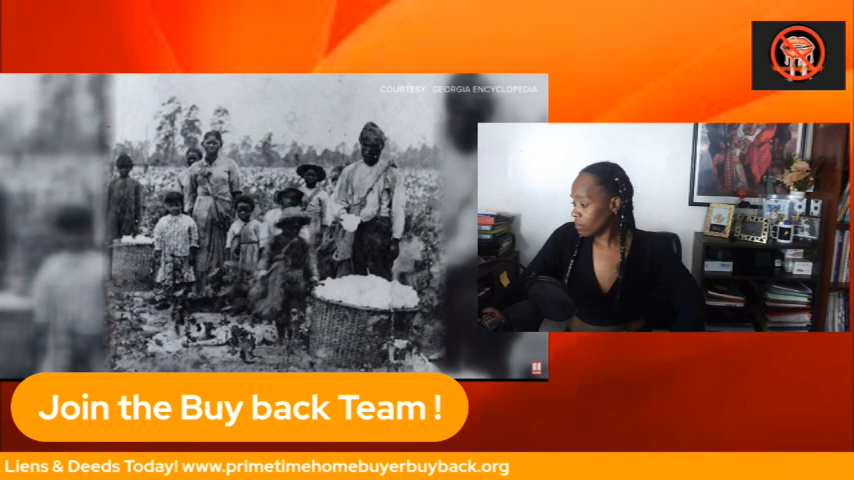 COURTESY: GEORGIA ENCYCLOPEDIA
Join the Buy back Team !
Liens & Deeds Today! www.primetimehomebuyerbuyback.org